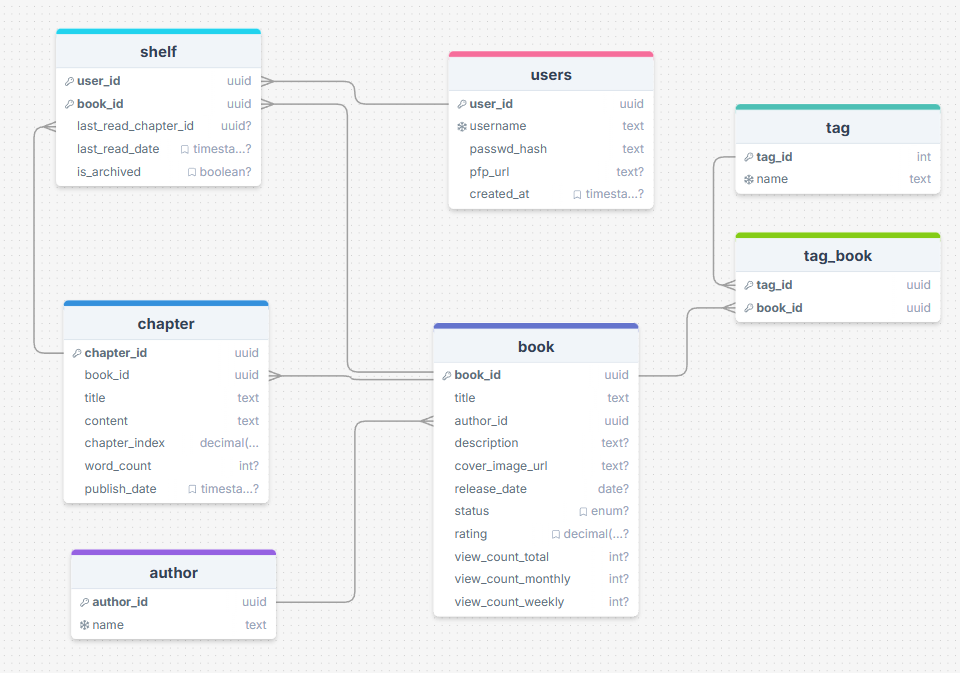 shelf
user_id uuid
book_id uuid
last_read_chapter_id uuid?
last_read_date timesta...?
is_archived boolean?
users
user_id uuid
username text
passwd_hash text
pfp_url text?
created_at timesta...?
tag
tag_id int
name text
tag_book
tag_id uuid
book_id uuid
chapter
chapter_id uuid
book_id uuid
title text
content text
chapter_index decimal(...
word_count int?
publish_date timesta...?
book
book_id uuid
title text
author_id uuid
description text?
cover_image_url text?
release_date date?
status enum?
rating decimal(...?
view_count_total int?
view_count_monthly int?
view_count_weekly int?
author
author_id uuid
name text